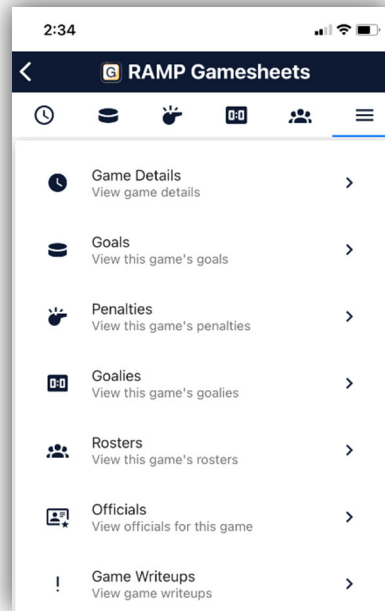 2:34
G RAMP Gamesheets
0:0
Game Details
View game details
Goals
View this game's goals
Penalties
View this game's penalties
0:0
Goalies
View this game's goalies
Rosters
View this game's rosters
Officials
View officials for this game
!
Game Writeups
View game writeups